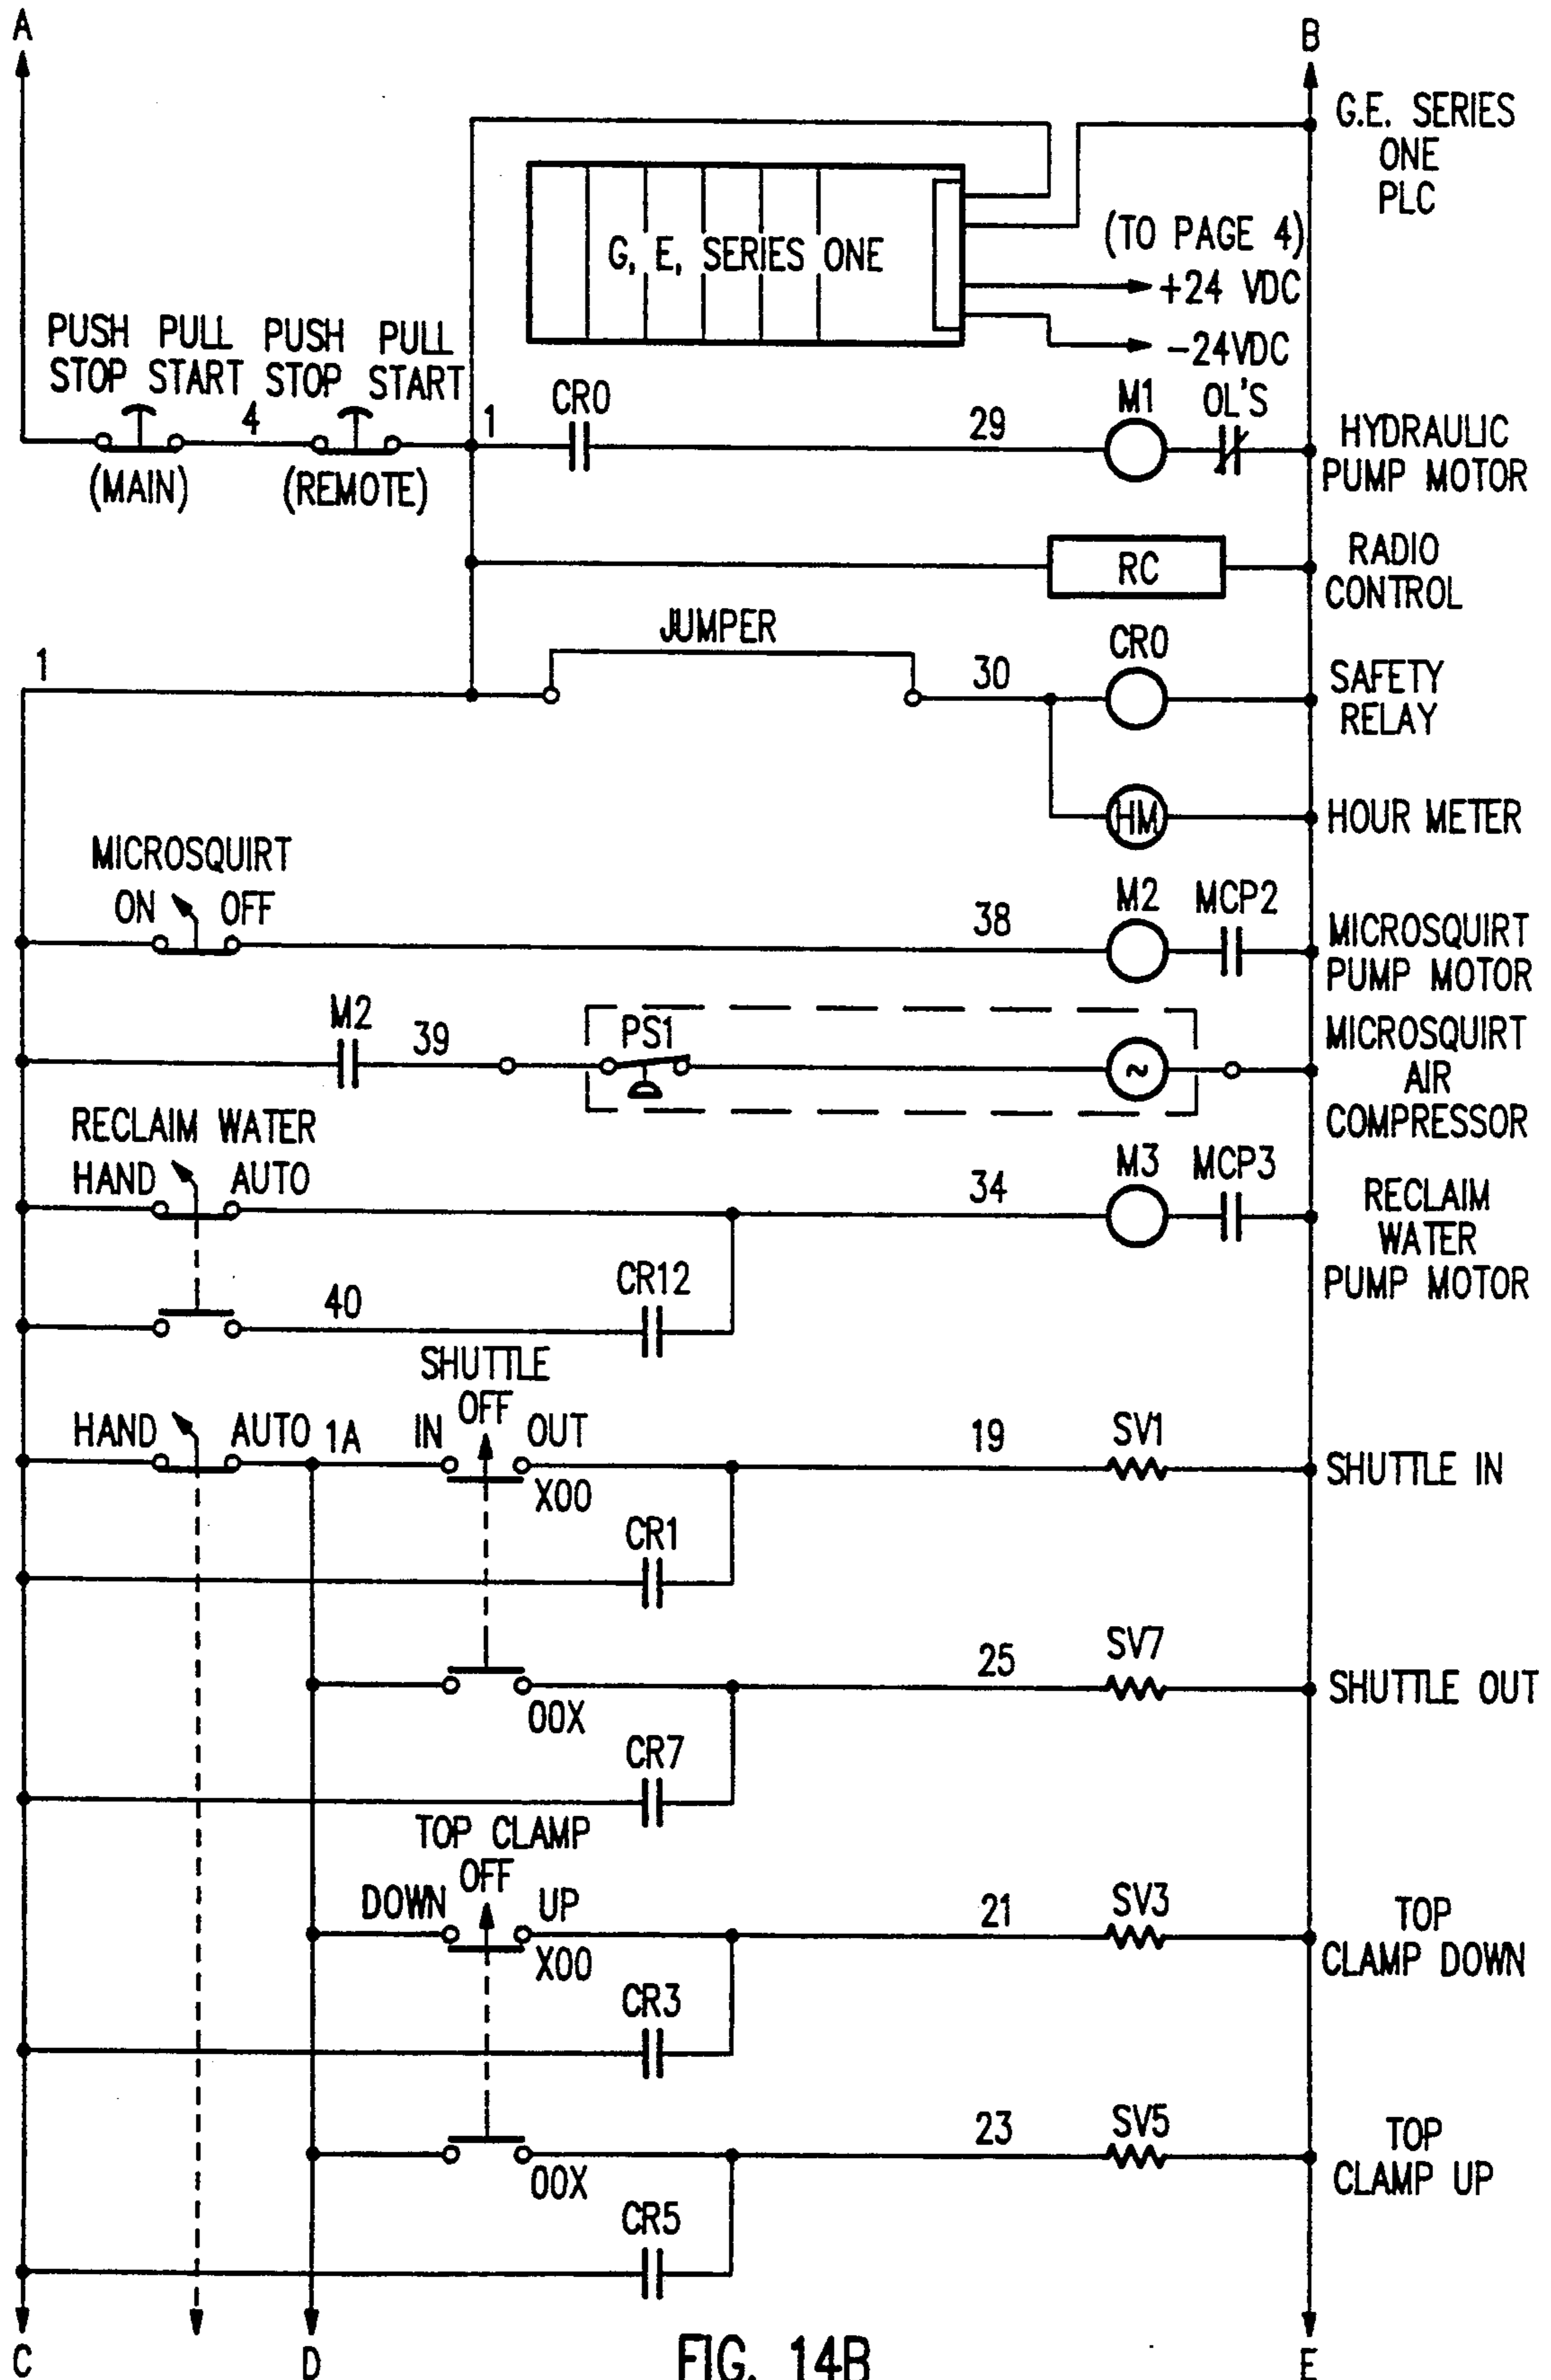 A
B
G.E. SERIES
ONE
PLC
(TO PAGE 4)
G, E, SERIES ONE
+24 VDC
-24VDC
PUSH PULL PUSH PULL
STOP START STOP START
4
1
CR0
29
M1
OL'S
HYDRAULIC
PUMP MOTOR
(MAIN)
(REMOTE)
RC
RADIO
CONTROL
JUMPER
1
30
CR0
SAFETY
RELAY
HM
HOUR METER
MICROSQUIRT
ON OFF
38
M2
MCP2
MICROSQUIRT
PUMP MOTOR
M2
39
PS1
~
MICROSQUIRT
AIR
COMPRESSOR
RECLAIM WATER
HAND AUTO
34
M3
MCP3
RECLAIM
WATER
PUMP MOTOR
40
CR12
SHUTTLE
OFF
HAND AUTO
1A
IN
OUT
X00
19
SV1
SHUTTLE IN
CR1
25
SV7
SHUTTLE OUT
00X
CR7
TOP CLAMP
OFF
DOWN
UP
X00
21
SV3
TOP
CLAMP DOWN
CR3
23
SV5
TOP
CLAMP UP
00X
CR5
C
D
FIG. 14B
E